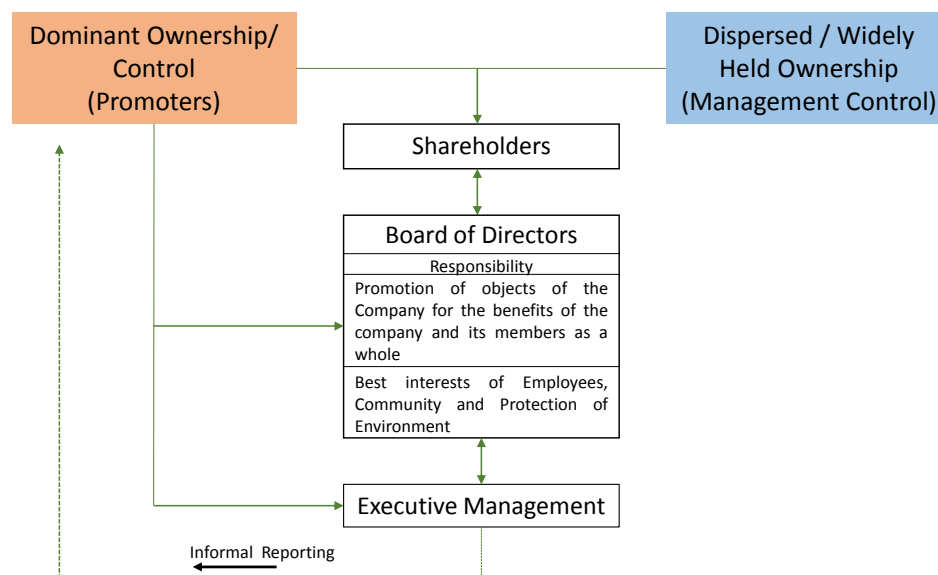 Dominant Ownership/
Control
(Promoters)
Dispersed / Widely
Held Ownership
(Management Control)
Shareholders
Board of Directors
Responsibility
Promotion of objects of the
Company for the benefits of the
company and its members as a
whole
Best interests of Employees,
Community and Protection of
Environment
Executive Management
Informal Reporting